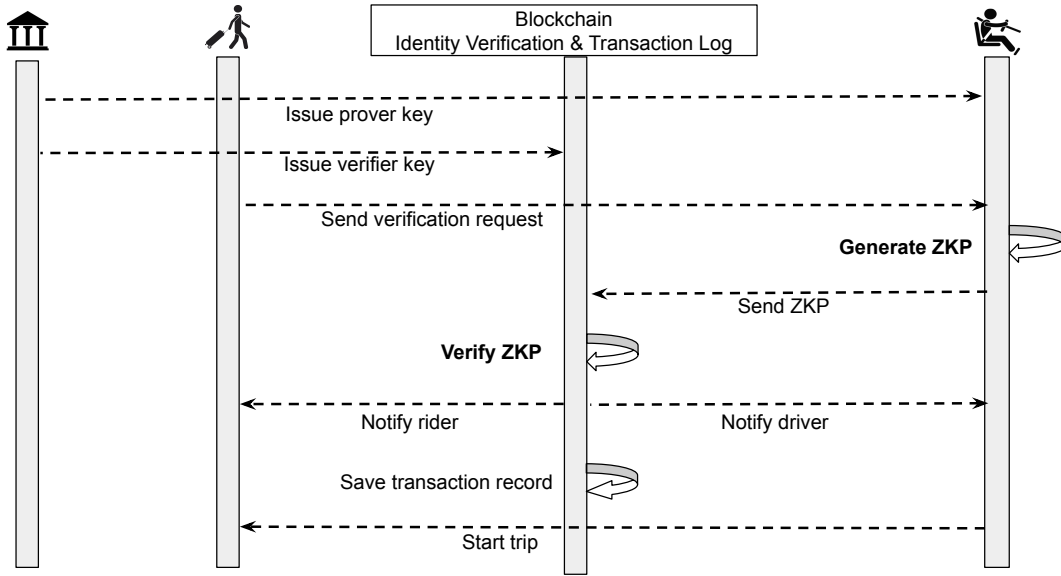 Blockchain
Identity Verification & Transaction Log
Issue prover key
Issue verifier key
Send verification request
Generate ZKP
Send ZKP
Verify ZKP
Notify rider
Notify driver
Save transaction record
Start trip